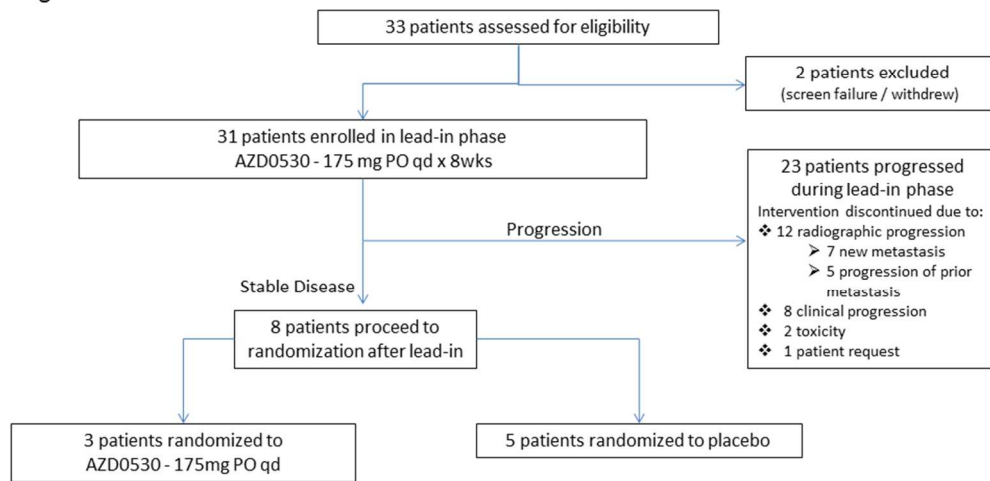 33 patients assessed for eligibility
2 patients excluded
(screen failure / withdrew)
31 patients enrolled in lead-in phase
AZD0530 - 175 mg PO qd x 8wks
23 patients progressed
during lead-in phase
Intervention discontinued due to:
❖ 12 radiographic progression
➢ 7 new metastasis
➢ 5 progression of prior
metastasis
❖ 8 clinical progression
❖ 2 toxicity
❖ 1 patient request
Progression
Stable Disease
8 patients proceed to
randomization after lead-in
3 patients randomized to
AZD0530 - 175mg PO qd
5 patients randomized to placebo